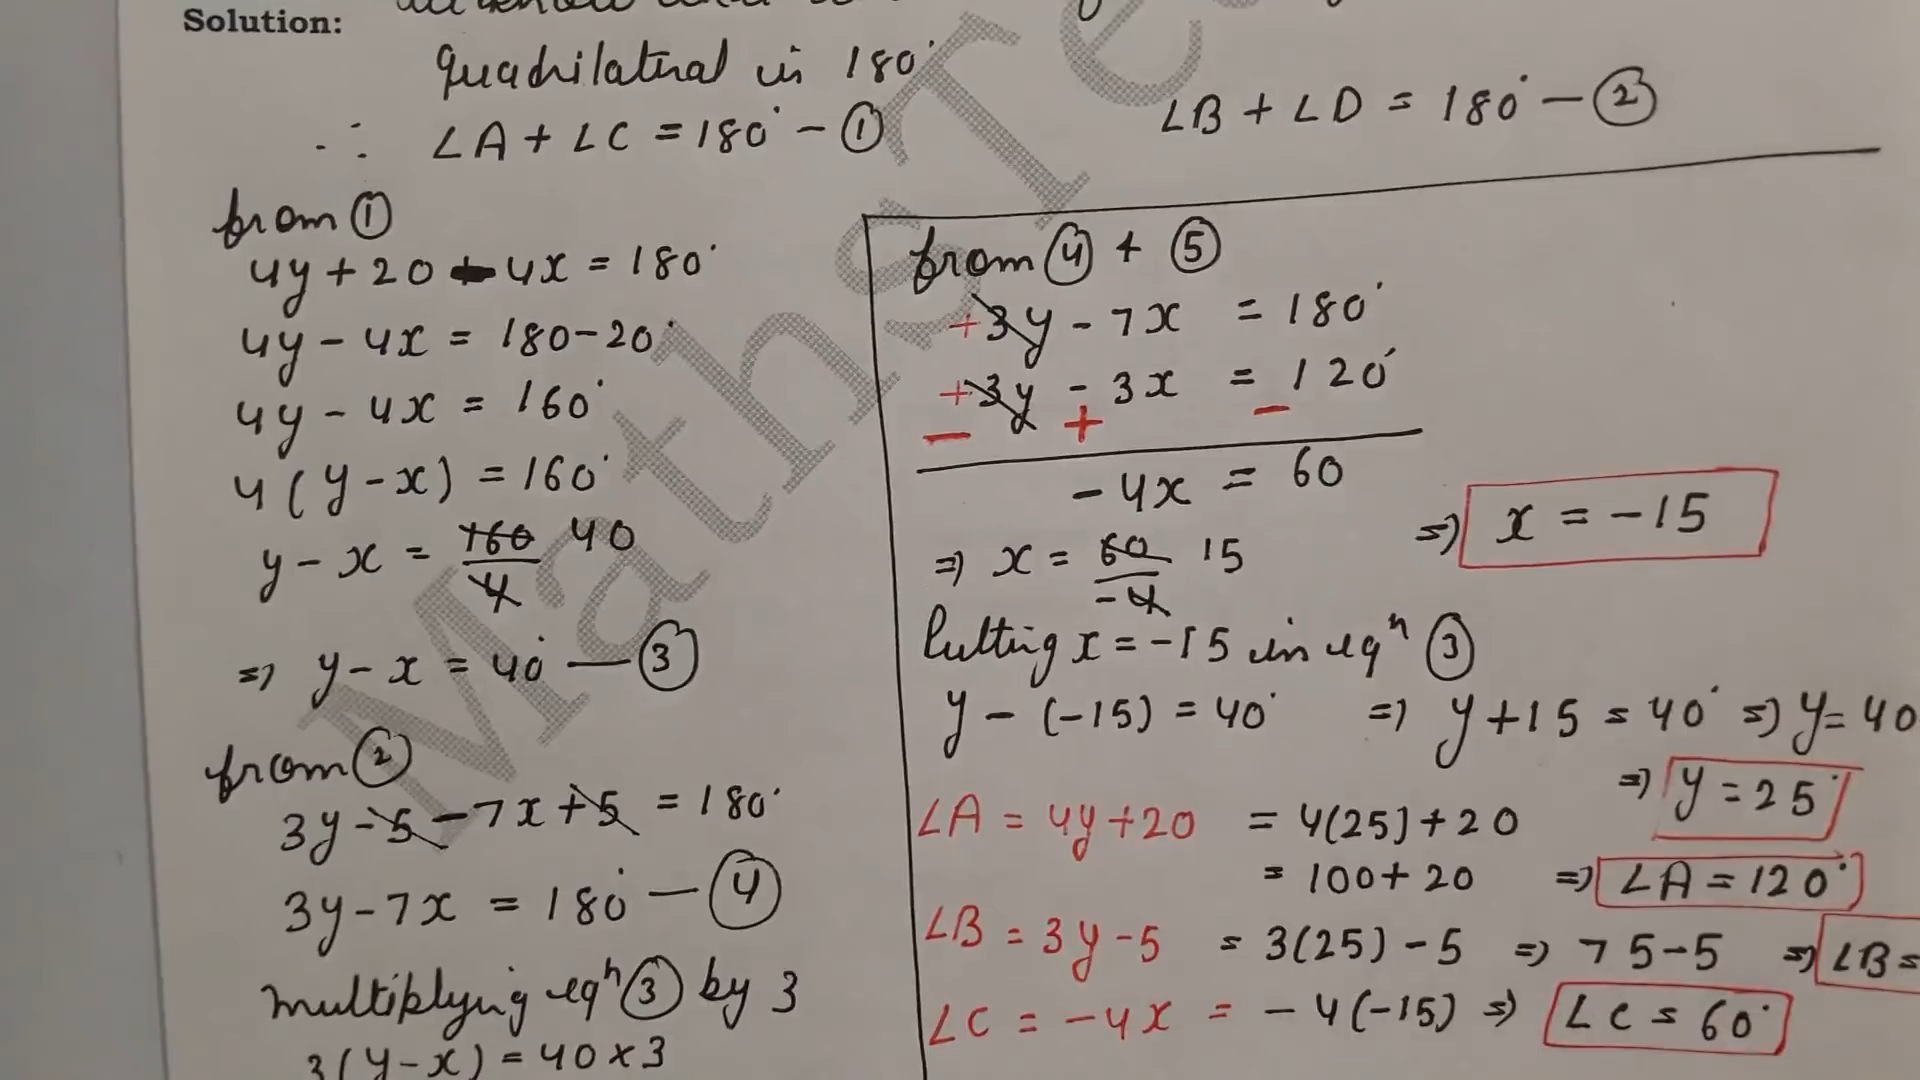 Solution:
quadrilateral is 180°
∴ ∠A + ∠C = 180° - ①
∠B + ∠D = 180° - ②
from ①
4y + 20 - 4x = 180°
4y - 4x = 180 - 20°
4y - 4x = 160°
4(y - x) = 160°
y - x = 160/4 40
⇒ y - x = 40° — ③
from ②
3y - 5 - 7x + 5 = 180°
3y - 7x = 180° — ④
Multiplying eqⁿ ③ by 3
3(y - x) = 40 × 3
from ④ + ⑤
+3y - 7x = 180°
+3y - 3x = 120°
- + -
-4x = 60
⇒ x = 60/-4 15 ⇒ x = -15
Putting x = -15 in eqⁿ ③
y - (-15) = 40° ⇒ y + 15 = 40° ⇒ y = 40
⇒ y = 25°
∠A = 4y + 20 = 4(25) + 20
= 100 + 20 ⇒ ∠A = 120°
∠B = 3y - 5 = 3(25) - 5 ⇒ 75 - 5 ⇒ ∠B =
∠C = -4x = -4(-15) ⇒ ∠C = 60°
MathsTe